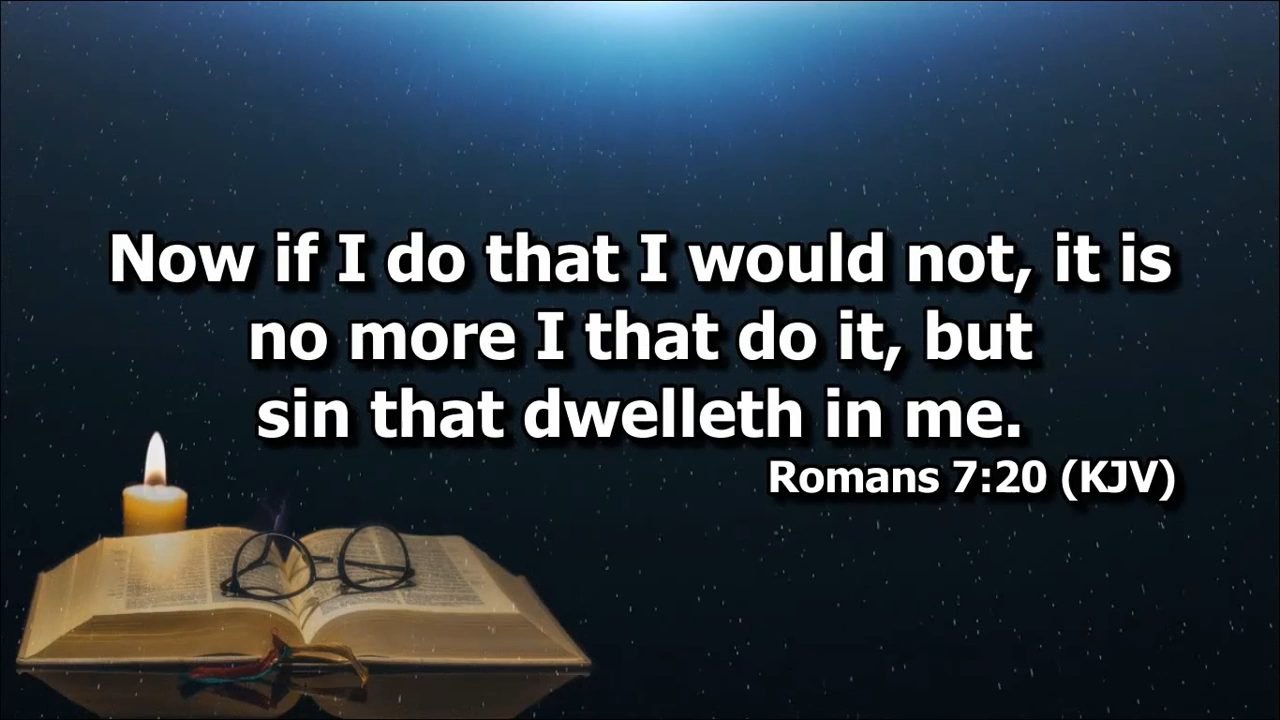 Now if I do that I would not, it is
no more I that do it, but
sin that dwelleth in me.
Romans 7:20 (KJV)